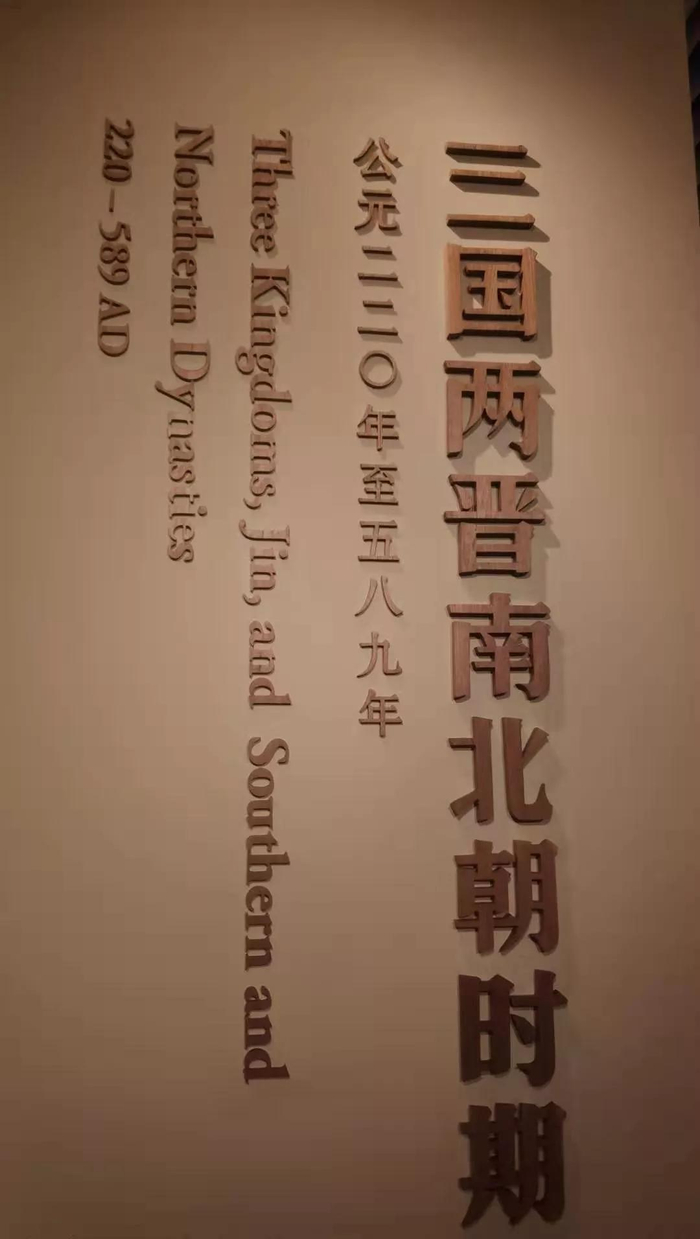 三国两晋南北朝时期
公元二二〇年至五八九年
Three Kingdoms, Jin, and Southern and
Northern Dynasties
220 – 589 AD